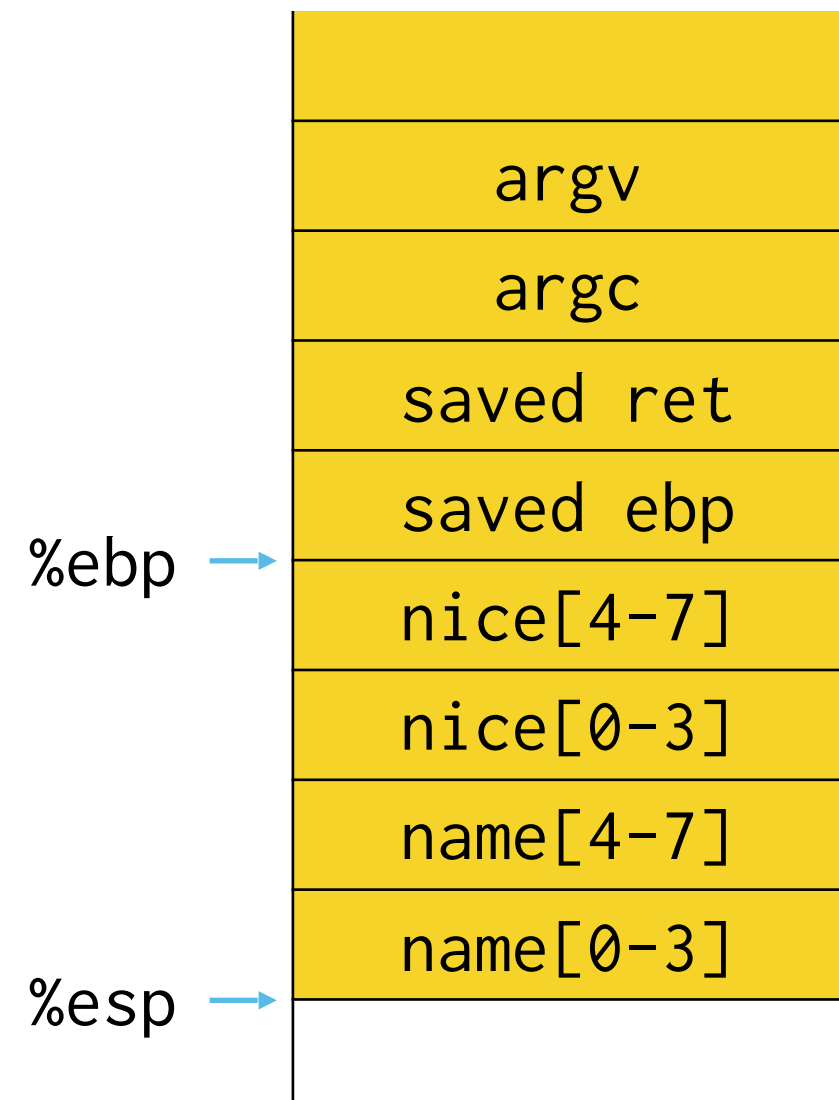 argv
argc
saved ret
saved ebp
%ebp
nice[4-7]
nice[0-3]
name[4-7]
name[0-3]
%esp